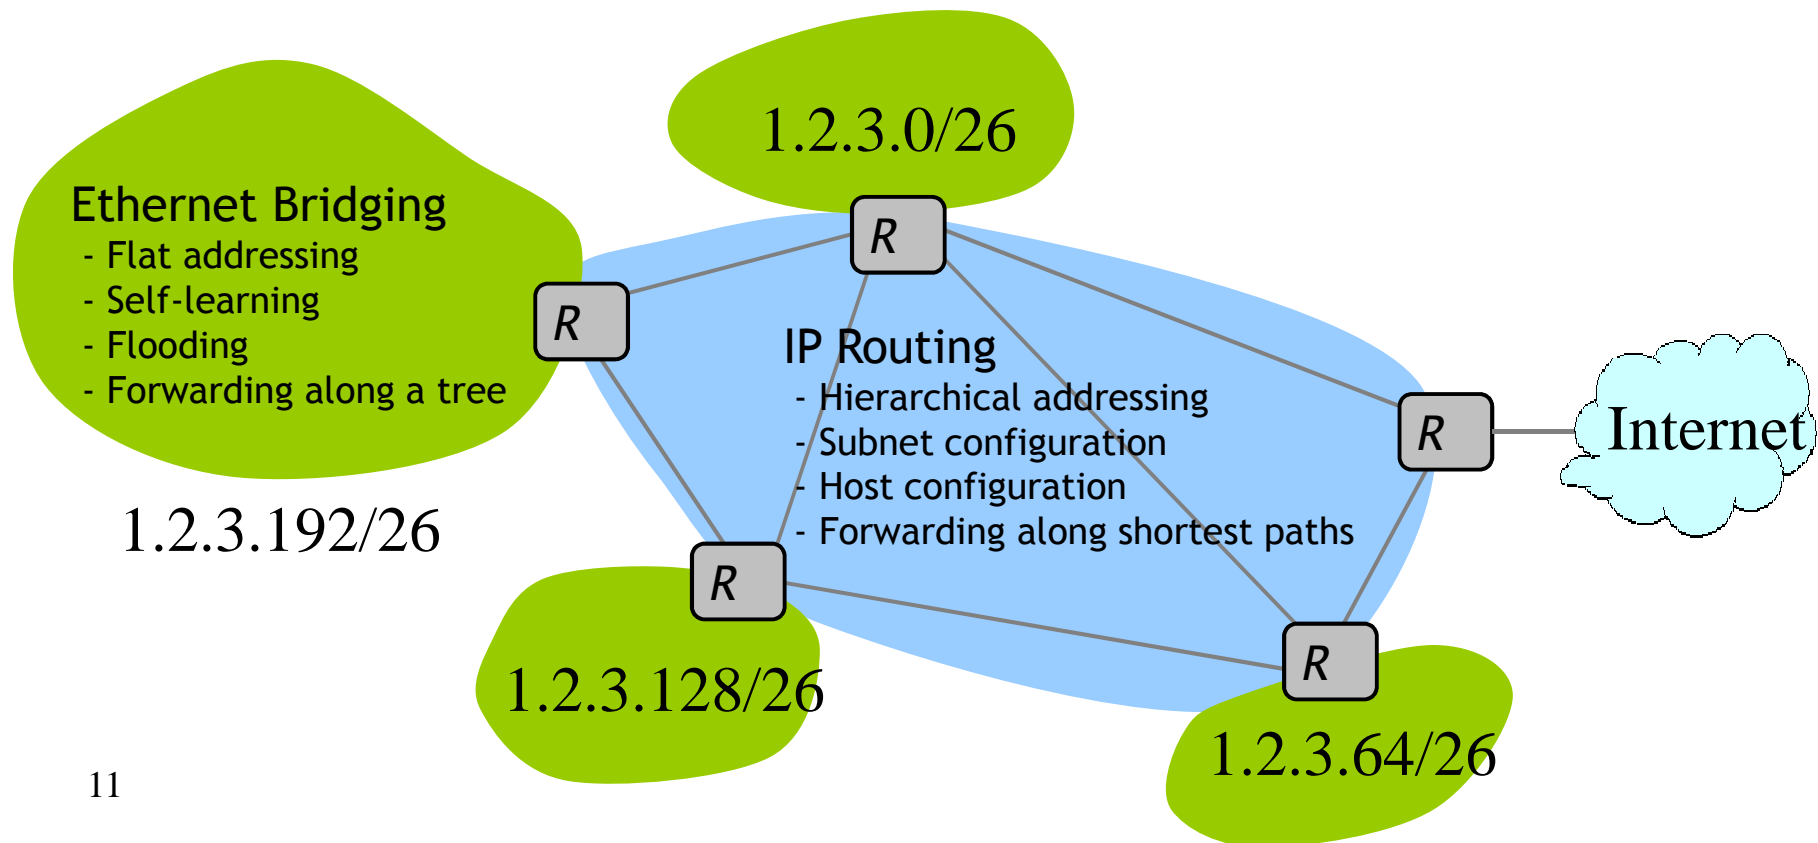 1.2.3.0/26
Ethernet Bridging
- Flat addressing
- Self-learning
- Flooding
- Forwarding along a tree
R
R
IP Routing
- Hierarchical addressing
- Subnet configuration
- Host configuration
- Forwarding along shortest paths
R
Internet
1.2.3.192/26
R
1.2.3.128/26
R
1.2.3.64/26
11